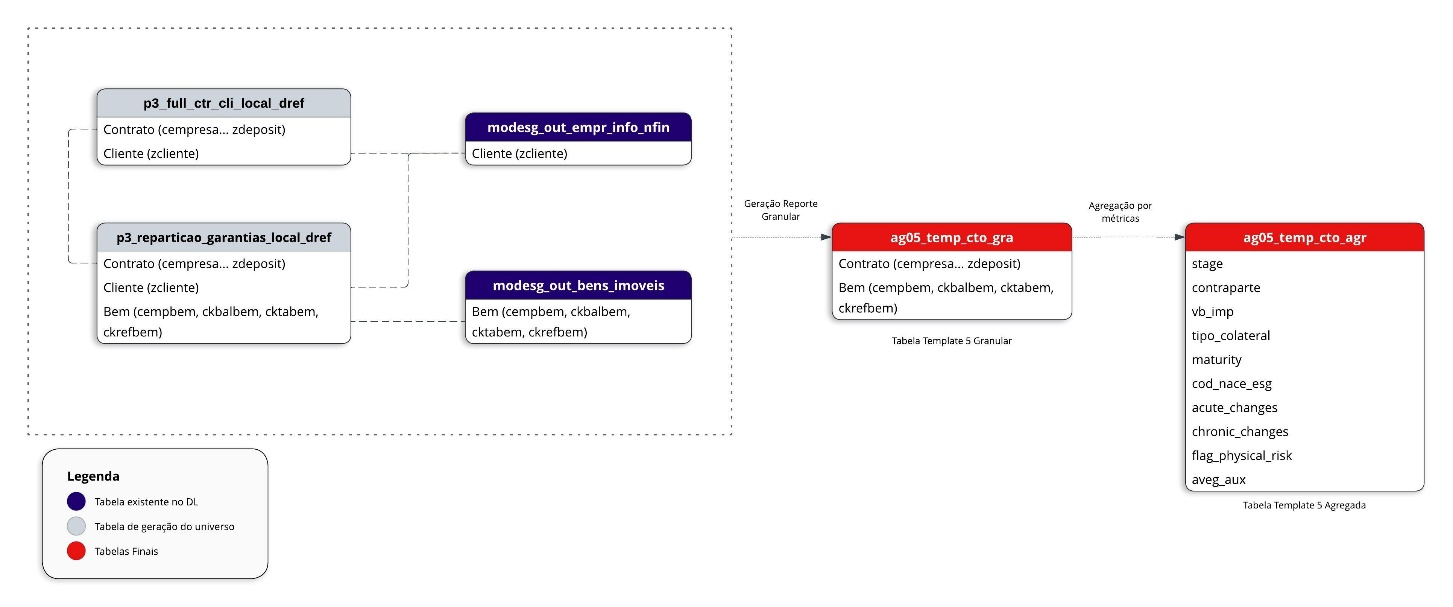 p3_full_ctr_cli_local_dref
Contrato (cempresa... zdeposit)
Cliente (zcliente)
modesg_out_empr_info_nfin
Cliente (zcliente)
p3_reparticao_garantias_local_dref
Contrato (cempresa... zdeposit)
Cliente (zcliente)
Bem (cempbem, ckbalbem, cktabem,
ckrefbem)
modesg_out_bens_imoveis
Bem (cempbem, ckbalbem,
cktabem, ckrefbem)
Geração Reporte
Granular
ag05_temp_cto_gra
Contrato (cempresa... zdeposit)
Bem (cempbem, ckbalbem, cktabem,
ckrefbem)
Tabela Template 5 Granular
Agregação por
métricas
ag05_temp_cto_agr
stage
contraparte
vb_imp
tipo_colateral
maturity
cod_nace_esg
acute_changes
chronic_changes
flag_physical_risk
aveg_aux
Tabela Template 5 Agregada
Legenda
Tabela existente no DL
Tabela de geração do universo
Tabelas Finais